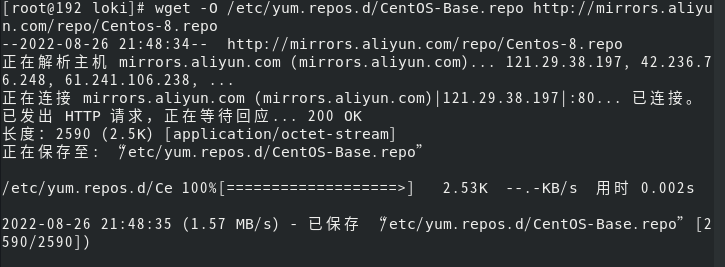 [root@192 loki]# wget -O /etc/yum.repos.d/CentOS-Base.repo http://mirrors.aliyu
n.com/repo/Centos-8.repo
--2022-08-26 21:48:34--  http://mirrors.aliyun.com/repo/Centos-8.repo
正在解析主机 mirrors.aliyun.com (mirrors.aliyun.com)... 121.29.38.197, 42.236.7
6.248, 61.241.106.238, ...
正在连接 mirrors.aliyun.com (mirrors.aliyun.com)|121.29.38.197|:80... 已连接。
已发出 HTTP 请求，正在等待回应... 200 OK
长度：2590 (2.5K) [application/octet-stream]
正在保存至: “/etc/yum.repos.d/CentOS-Base.repo”
/etc/yum.repos.d/Ce 100%[===================>]   2.53K  --.-KB/s  用时 0.002s
2022-08-26 21:48:35 (1.57 MB/s) - 已保存 “/etc/yum.repos.d/CentOS-Base.repo” [2
590/2590])